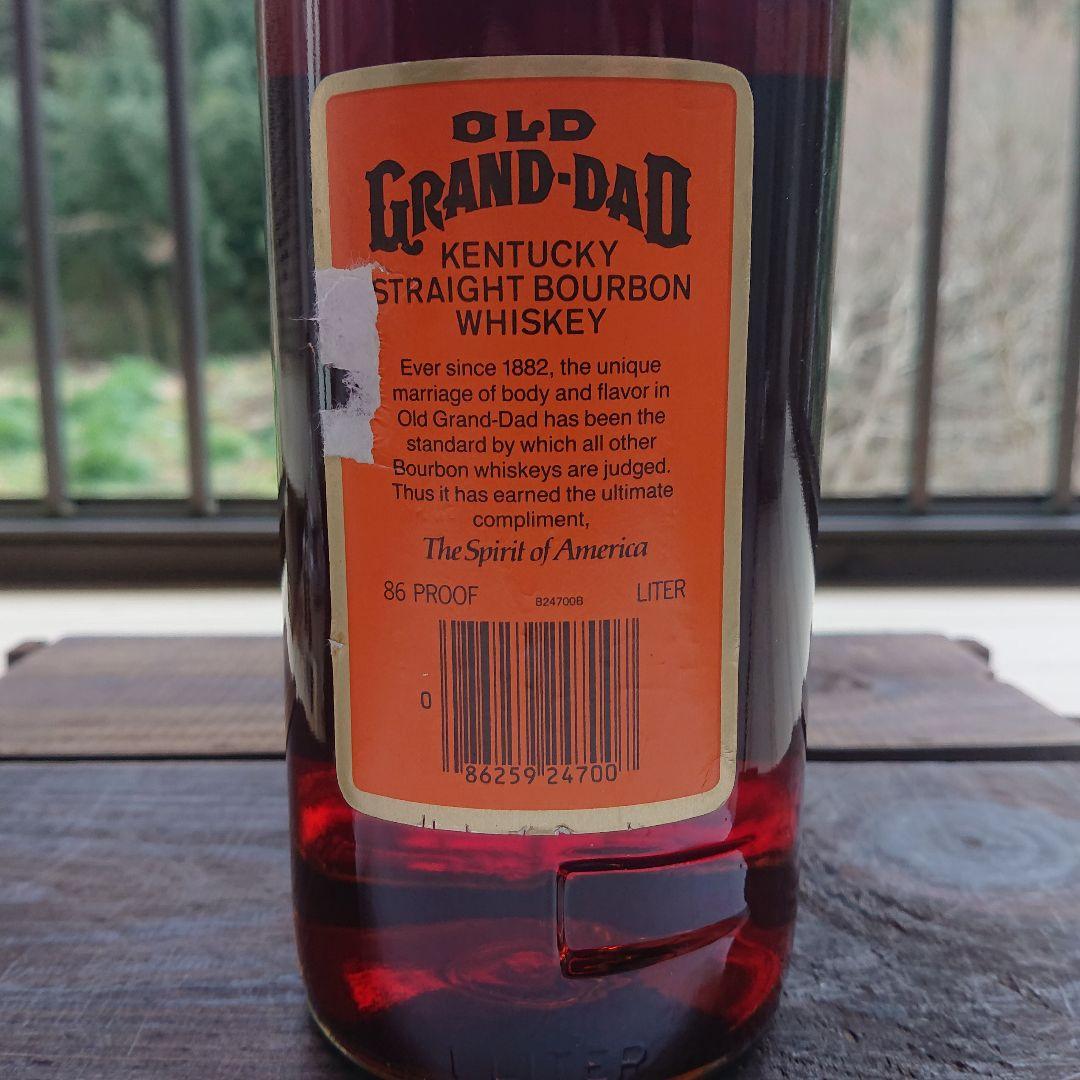 OLD
GRAND-DAD
KENTUCKY
STRAIGHT BOURBON
WHISKEY
Ever since 1882, the unique
marriage of body and flavor in
Old Grand-Dad has been the
standard by which all other
Bourbon whiskeys are judged.
Thus it has earned the ultimate
compliment,
The Spirit of America
86 PROOF B24700B LITER
0 86259 24700
LITER